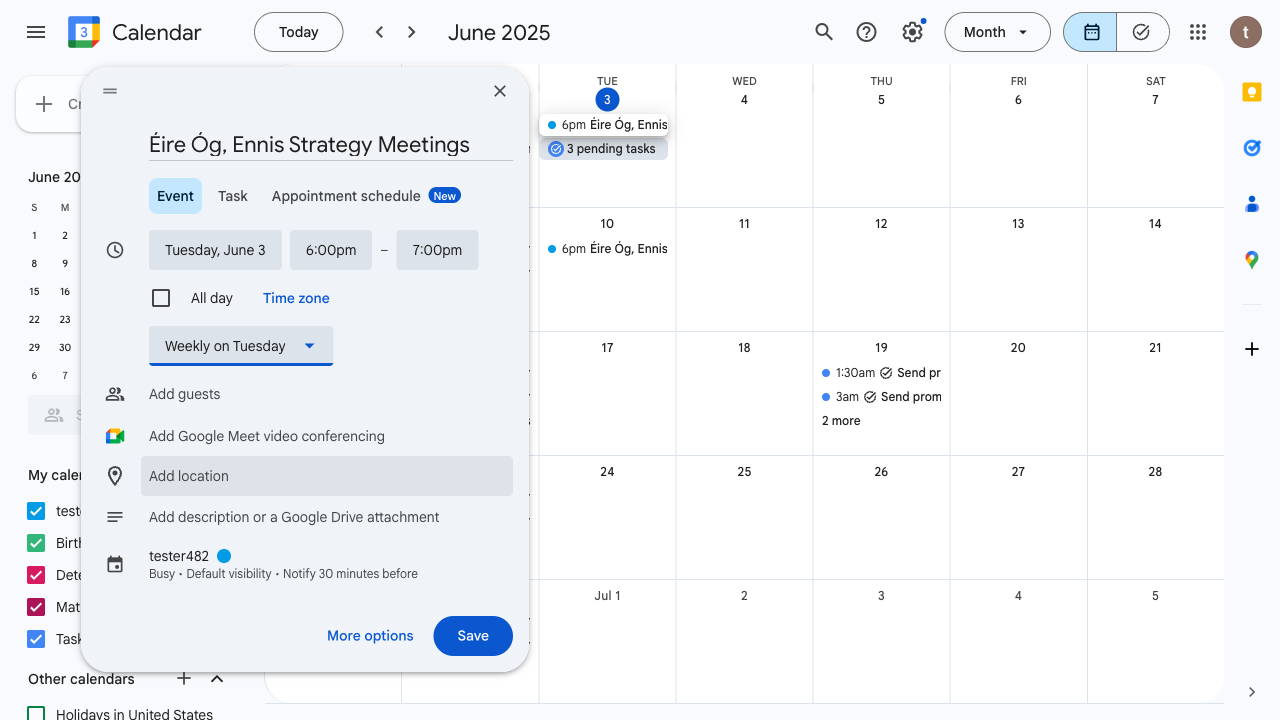 3
Calendar
Today
June 2025
Month
t
Éire Óg, Ennis Strategy Meetings
Event
Task
Appointment schedule
New
Tuesday, June 3
6:00pm
–
7:00pm
All day
Time zone
Weekly on Tuesday
Add guests
Add Google Meet video conferencing
Add location
Add description or a Google Drive attachment
tester482
Busy • Default visibility • Notify 30 minutes before
More options
Save
June 20
S M
1 2
8 9
15 16
22 23
29 30
6 7
My calen
teste
Birth
Mat
Task
Other calendars
Holidays in United States
TUE WED THU FRI SAT
3 4 5 6 7
6pm Éire Óg, Ennis
3 pending tasks
10 11 12 13 14
6pm Éire Óg, Ennis
17 18 19 20 21
1:30am Send pr
3am Send prom
2 more
24 25 26 27 28
Jul 1 2 3 4 5